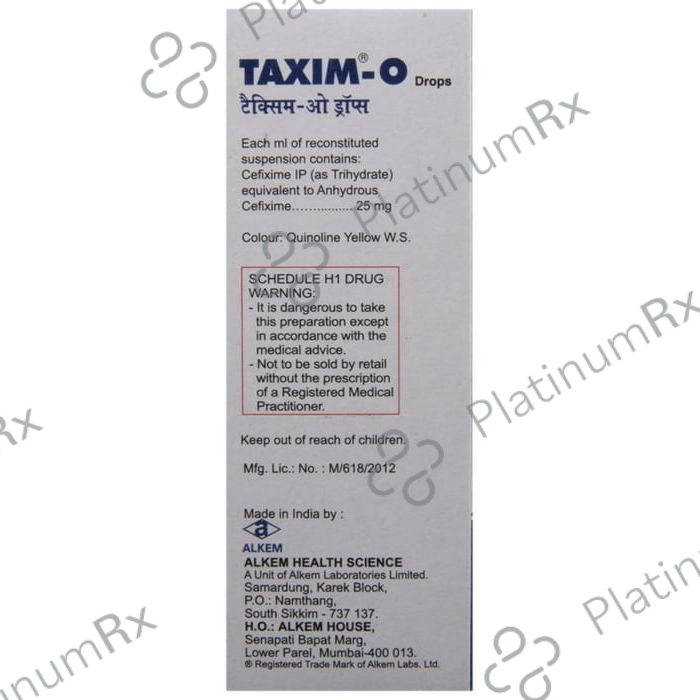 TAXIM®-O Drops
टैक्सिम-ओ ड्रॉप्स
Each ml of reconstituted
suspension contains:
Cefixime IP (as Trihydrate)
equivalent to Anhydrous
Cefixime............... 25 mg
Colour: Quinoline Yellow W.S.
SCHEDULE H1 DRUG
WARNING:
- It is dangerous to take
this preparation except
in accordance with the
medical advice.
- Not to be sold by retail
without the prescription
of a Registered Medical
Practitioner.
Keep out of reach of children.
Mfg. Lic.: No. : M/618/2012
Made in India by :
a
ALKEM
ALKEM HEALTH SCIENCE
A Unit of Alkem Laboratories Limited.
Samardung, Karek Block,
P.O.: Namthang,
South Sikkim - 737 137.
H.O.: ALKEM HOUSE,
Senapati Bapat Marg,
Lower Parel, Mumbai-400 013.
® Registered Trade Mark of Alkem Labs. Ltd.
PlatinumRx
PlatinumRx
PlatinumRx
Rx
PlatinumRx
inumRx